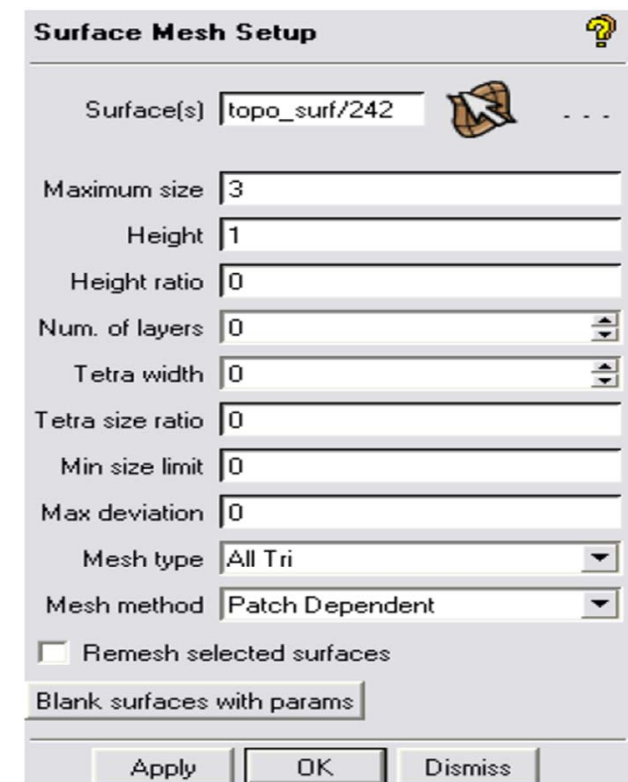 Surface Mesh Setup
Surface(s) topo_surf/242 . . .
Maximum size 3
Height 1
Height ratio 0
Num. of layers 0
Tetra width 0
Tetra size ratio 0
Min size limit 0
Max deviation 0
Mesh type All Tri
Mesh method Patch Dependent
Remesh selected surfaces
Blank surfaces with params
Apply OK Dismiss